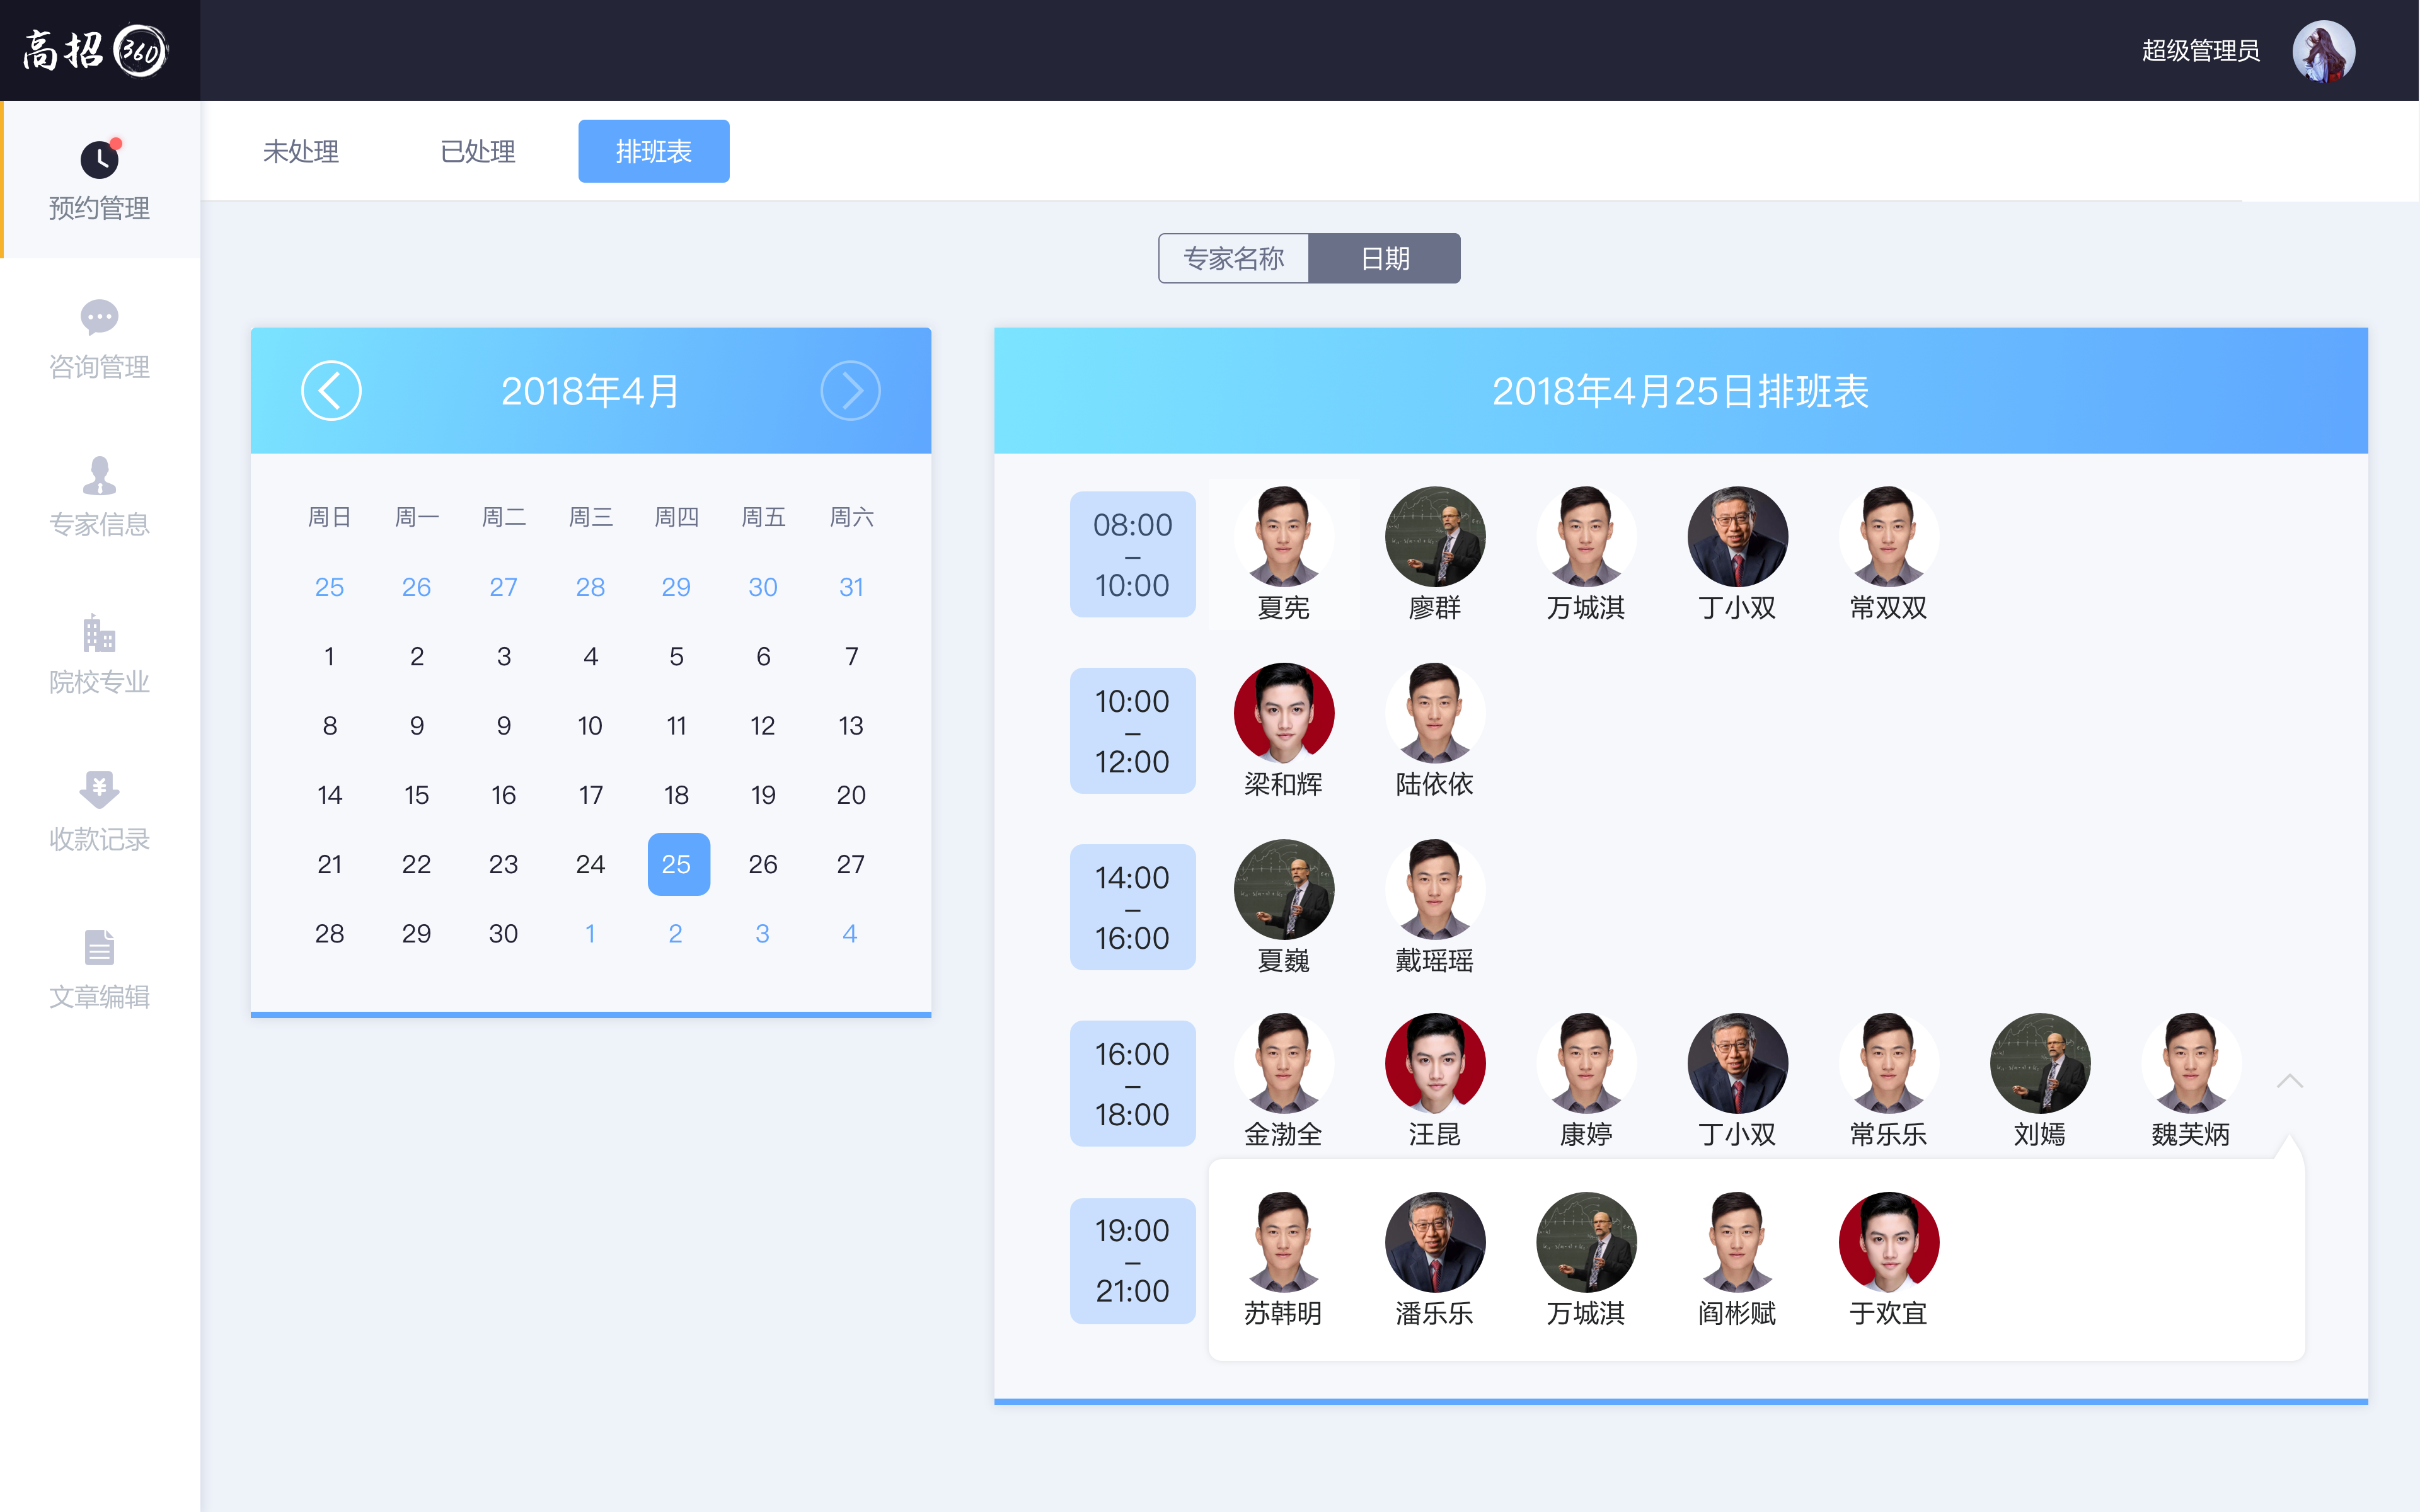 高招360
超级管理员
预约管理
咨询管理
专家信息
院校专业
收款记录
文章编辑
未处理 已处理 排班表
专家名称 日期
2018年4月
周日 周一 周二 周三 周四 周五 周六
25 26 27 28 29 30 31
1 2 3 4 5 6 7
8 9 9 10 11 12 13
14 15 16 17 18 19 20
21 22 23 24 25 26 27
28 29 30 1 2 3 4
2018年4月25日排班表
08:00
–
10:00
夏宪 廖群 万城淇 丁小双 常双双
10:00
–
12:00
梁和辉 陆依依
14:00
–
16:00
夏巍 戴瑶瑶
16:00
–
18:00
金渤全 汪昆 康婷 丁小双 常乐乐 刘嫣 魏芙炳
19:00
–
21:00
苏韩明 潘乐乐 万城淇 阎彬赋 于欢宜